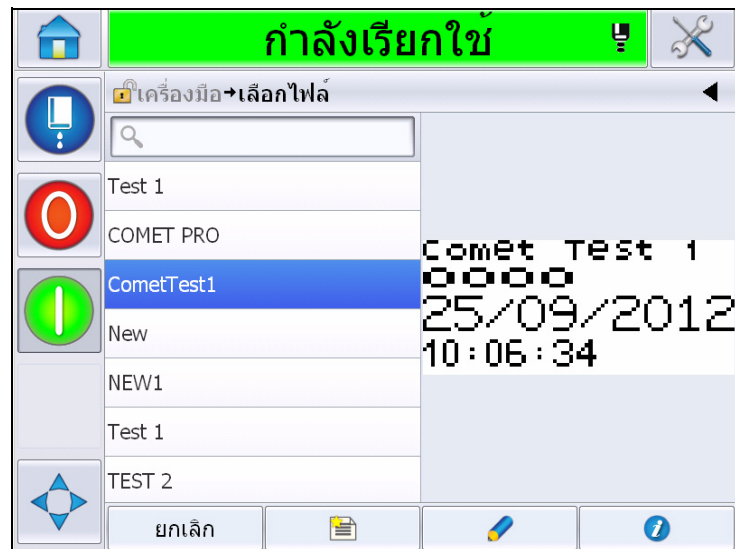 กำลังเรียกใช้
เครื่องมือ→เลือกไฟล์
Test 1
COMET PRO
CometTest1
New
NEW1
Test 1
TEST 2
Comet Test 1
0000
25/09/2012
10:06:34
ยกเลิก